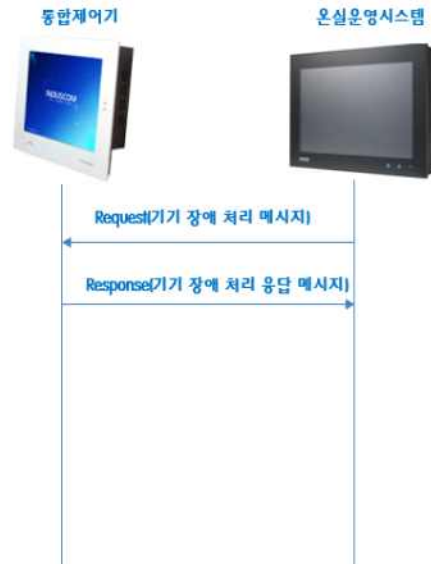 통합제어기
온실운영시스템
Request(기기 장애 처리 메시지)
Response(기기 장애 처리 응답 메시지)